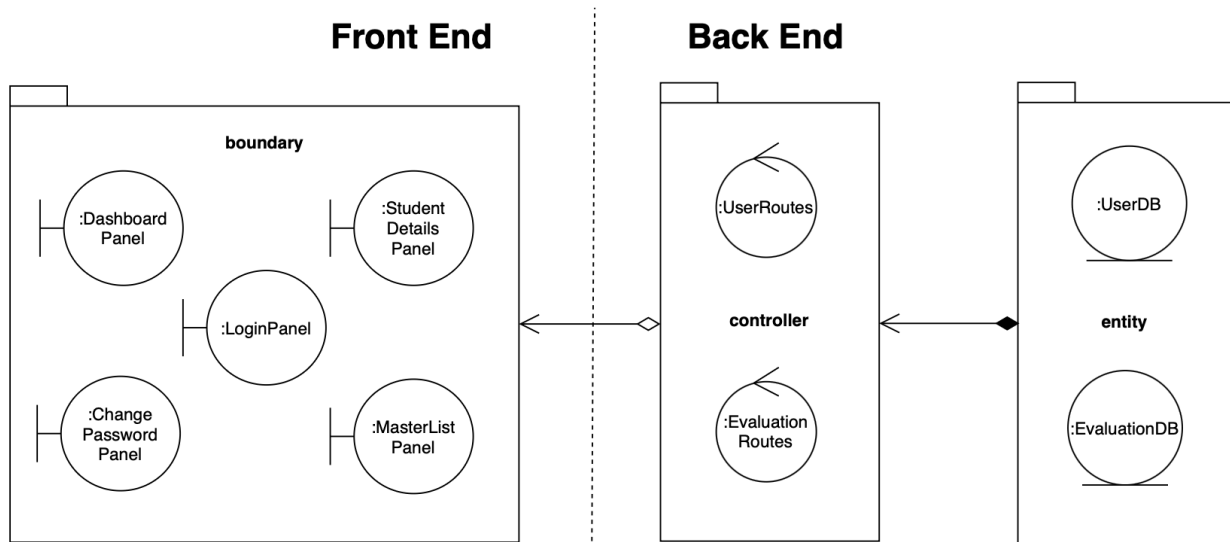 Front End
Back End
boundary
:Dashboard
Panel
:Student
Details
Panel
:LoginPanel
:Change
Password
Panel
:MasterList
Panel
:UserRoutes
controller
:Evaluation
Routes
:UserDB
entity
:EvaluationDB